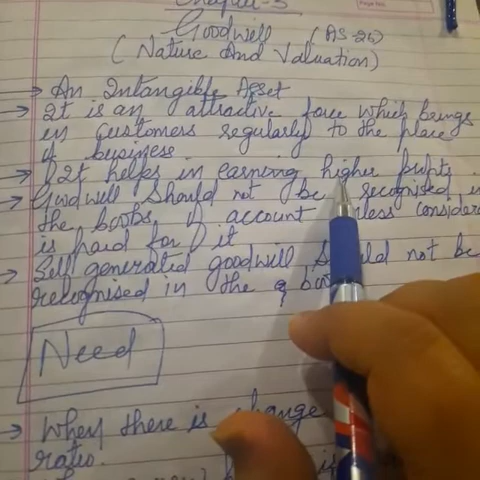 Chapter-3
Goodwill (AS-26)
(Nature And Valuation)
→ An Intangible Asset
→ It is an attractive force which brings
in customers regularly to the place
of business
→ It helps in earning higher profits
→ Goodwill should not be recognised in
the books of account unless consider
is paid for it
→ Self generated goodwill should not be
recognised in the
Need
→ When there is change
ratio.